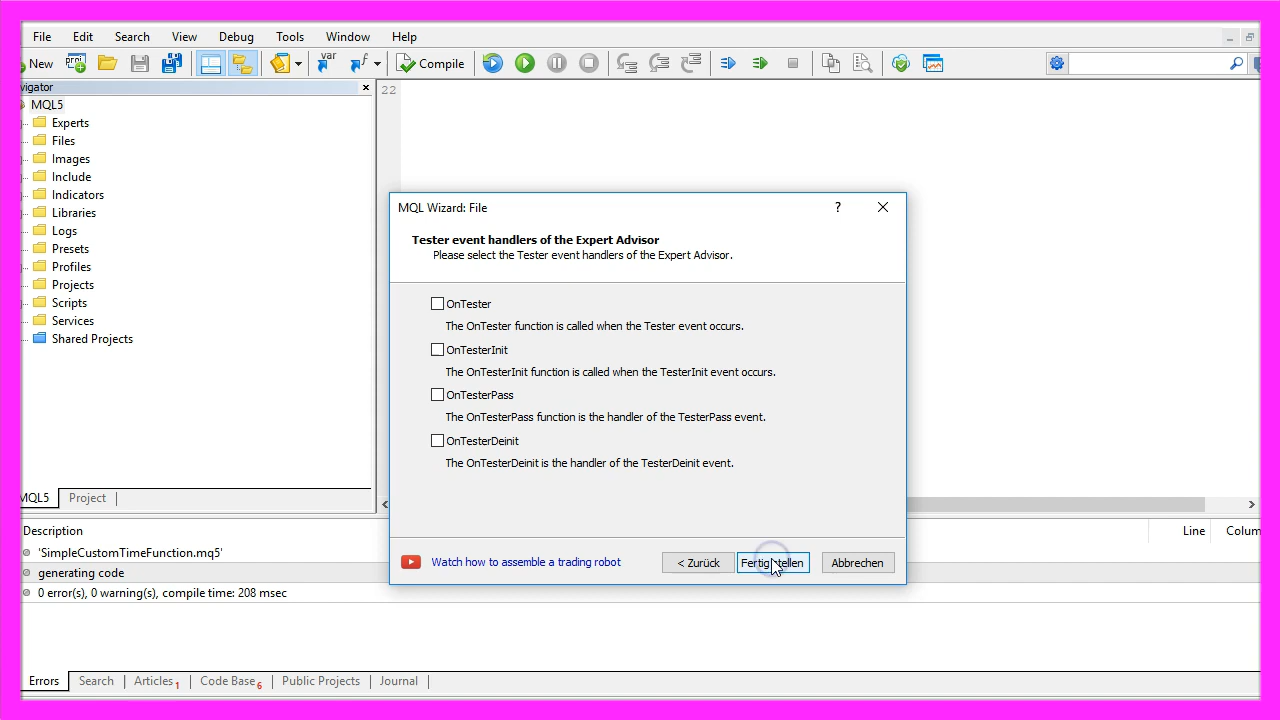 File Edit Search View Debug Tools Window Help
New var Compile
vigator
MQL5
Experts
Files
Images
Include
Indicators
Libraries
Logs
Presets
Profiles
Projects
Scripts
Services
Shared Projects
MQL5 Project
22
MQL Wizard: File ?
Tester event handlers of the Expert Advisor
Please select the Tester event handlers of the Expert Advisor.
OnTester
The OnTester function is called when the Tester event occurs.
OnTesterInit
The OnTesterInit function is called when the TesterInit event occurs.
OnTesterPass
The OnTesterPass function is the handler of the TesterPass event.
OnTesterDeinit
The OnTesterDeinit is the handler of the TesterDeinit event.
Watch how to assemble a trading robot < Zurück Fertig stellen Abbrechen
Description Line Colum
'SimpleCustomTimeFunction.mq5'
generating code
0 error(s), 0 warning(s), compile time: 208 msec
Errors Search Articles 1 Code Base 6 Public Projects Journal